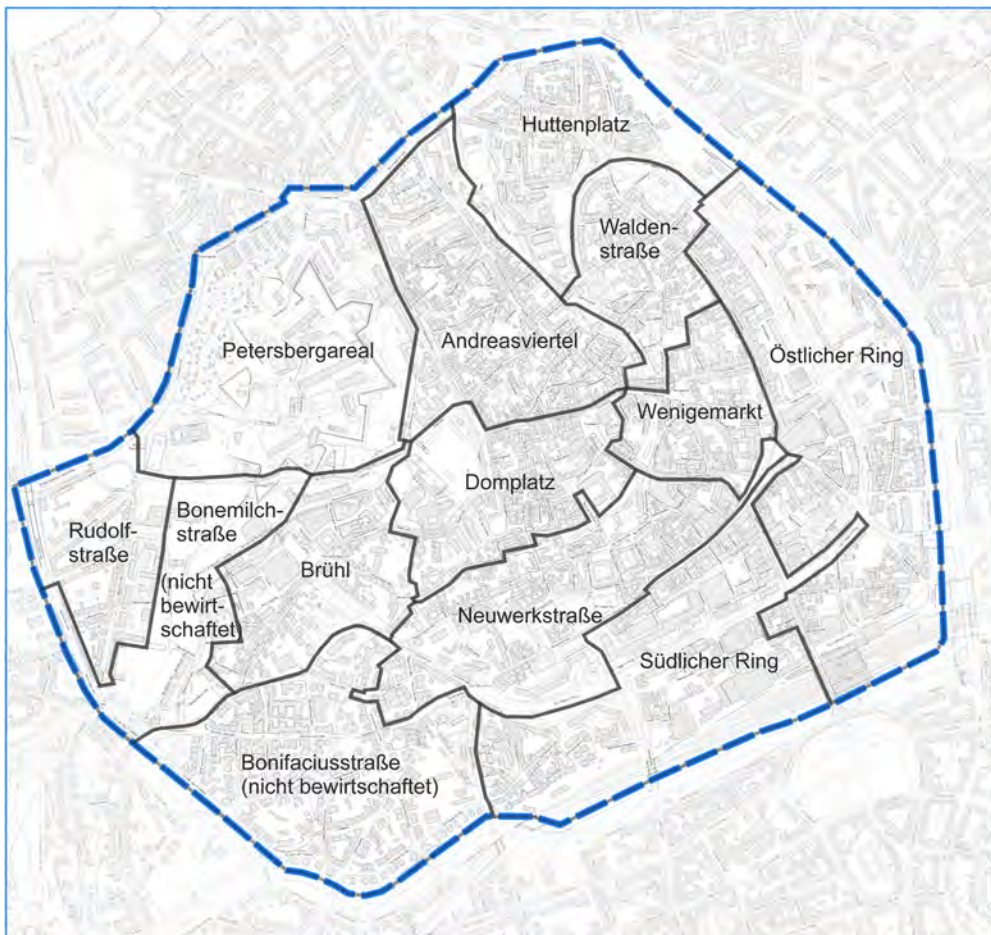 Huttenplatz
Walden-
straße
Petersbergareal
Andreasviertel
Östlicher Ring
Wenigemarkt
Domplatz
Bonemilch-
straße
Rudolf-
straße
(nicht
bewirt-
schaftet)
Brühl
Neuwerkstraße
Südlicher Ring
Bonifaciusstraße
(nicht bewirtschaftet)